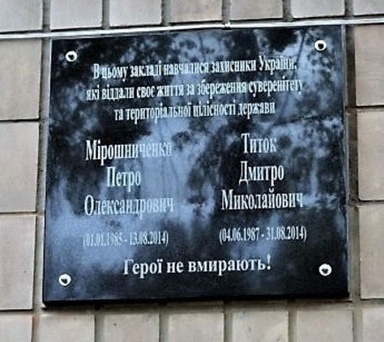 В цьому закладі навчалися захисники України,
які віддали своє життя за збереження суверенітету
та територіальної цілісності держави
Мірошниченко
Петро
Олександрович
(01.01.1985 - 13.08.2014)
Титок
Дмитро
Миколайович
(04.06.1987 - 31.08.2014)
Герої не вмирають!